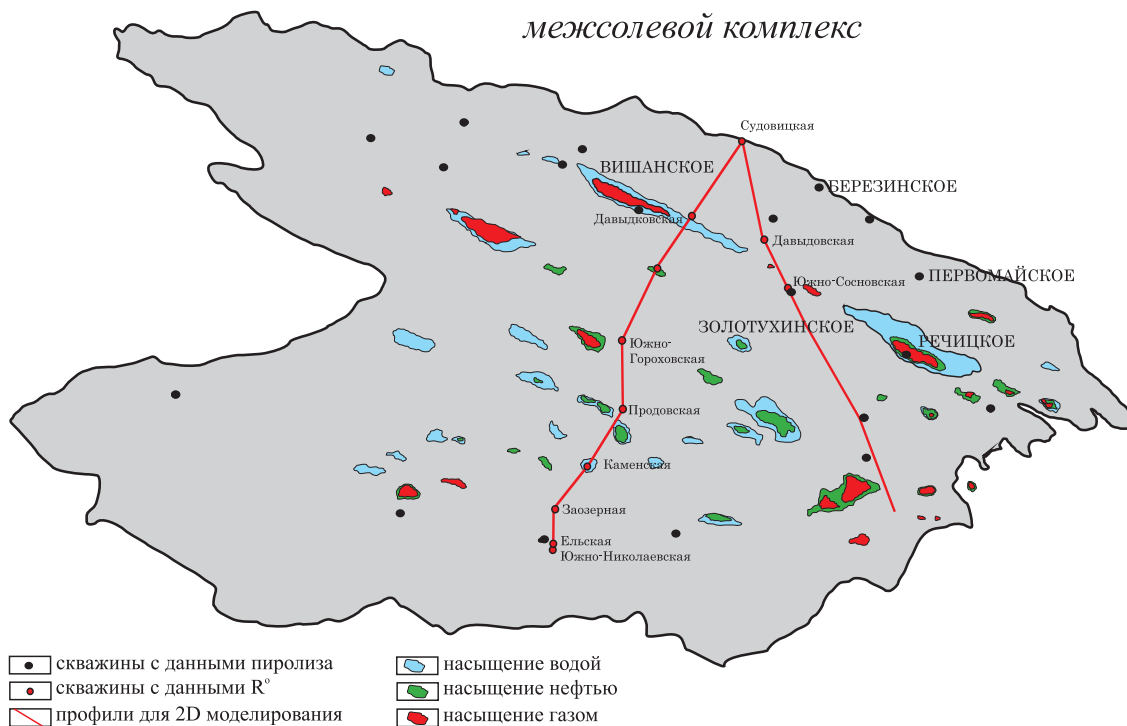 межсолевой комплекс
Судовицкая
ВИШАНСКОЕ
БЕРЕЗИНСКОЕ
Давыдковская
Давыдовская
ПЕРВОМАЙСКОЕ
Южно-Сосновская
ЗОЛОТУХИНСКОЕ
РЕЧИЦКОЕ
Южно-
Гороховская
Продовская
Каменская
Заозерная
Ельская
Южно-Николаевская
скважины с данными пиролиза
скважины с данными R°
профили для 2D моделирования
насыщение водой
насыщение нефтью
насыщение газом